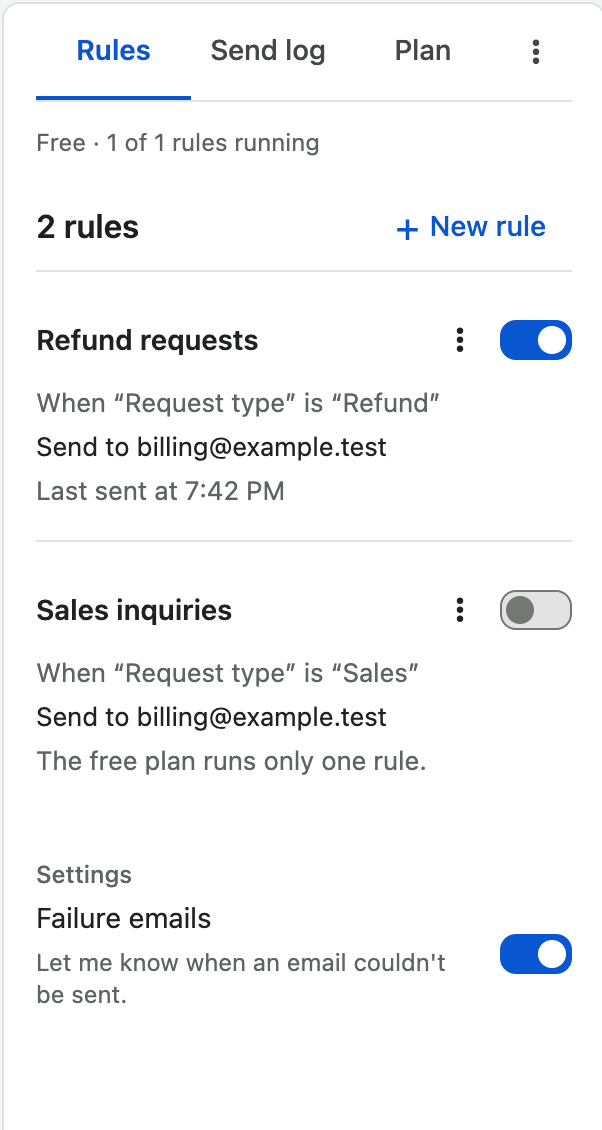 Rules Send log Plan
Free · 1 of 1 rules running
2 rules + New rule
Refund requests
When “Request type” is “Refund”
Send to billing@example.test
Last sent at 7:42 PM
Sales inquiries
When “Request type” is “Sales”
Send to billing@example.test
The free plan runs only one rule.
Settings
Failure emails
Let me know when an email couldn't
be sent.